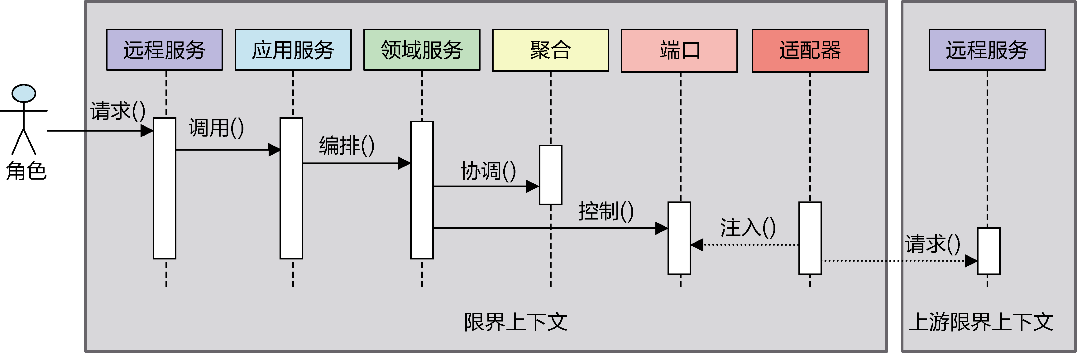 远程服务
应用服务
领域服务
聚合
端口
适配器
远程服务
请求()
调用()
编排()
协调()
控制()
注入()
请求()
角色
限界上下文
上游限界上下文